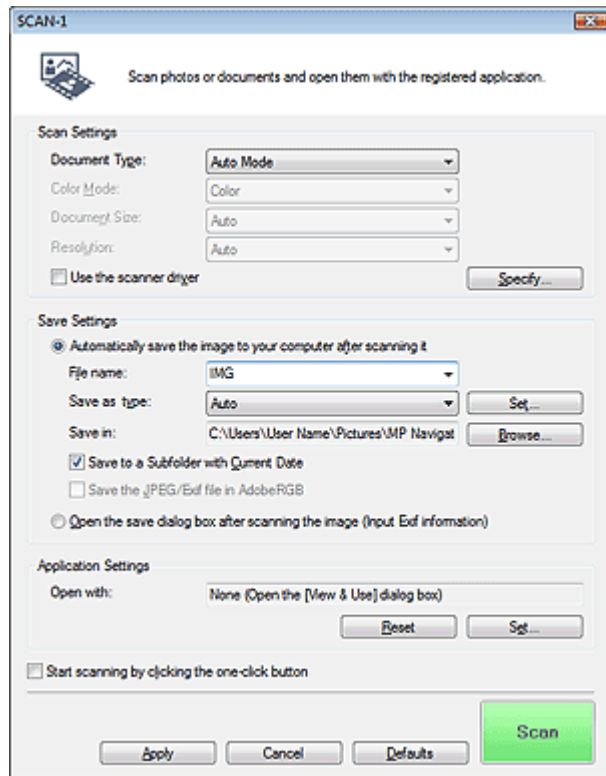 SCAN-1
Scan photos or documents and open them with the registered application.
Scan Settings
Document Type: Auto Mode
Color Mode: Color
Document Size: Auto
Resolution: Auto
Use the scanner driver Specify...
Save Settings
Automatically save the image to your computer after scanning it
File name: IMG
Save as type: Auto Set...
Save in: C:\Users\User Name\Pictures\MP Navigat Browse...
Save to a Subfolder with Current Date
Save the JPEG/Exif file in AdobeRGB
Open the save dialog box after scanning the image (Input Exif information)
Application Settings
Open with: None (Open the [View & Use] dialog box)
Reset Set...
Start scanning by clicking the one-click button
Scan
Apply Cancel Defaults